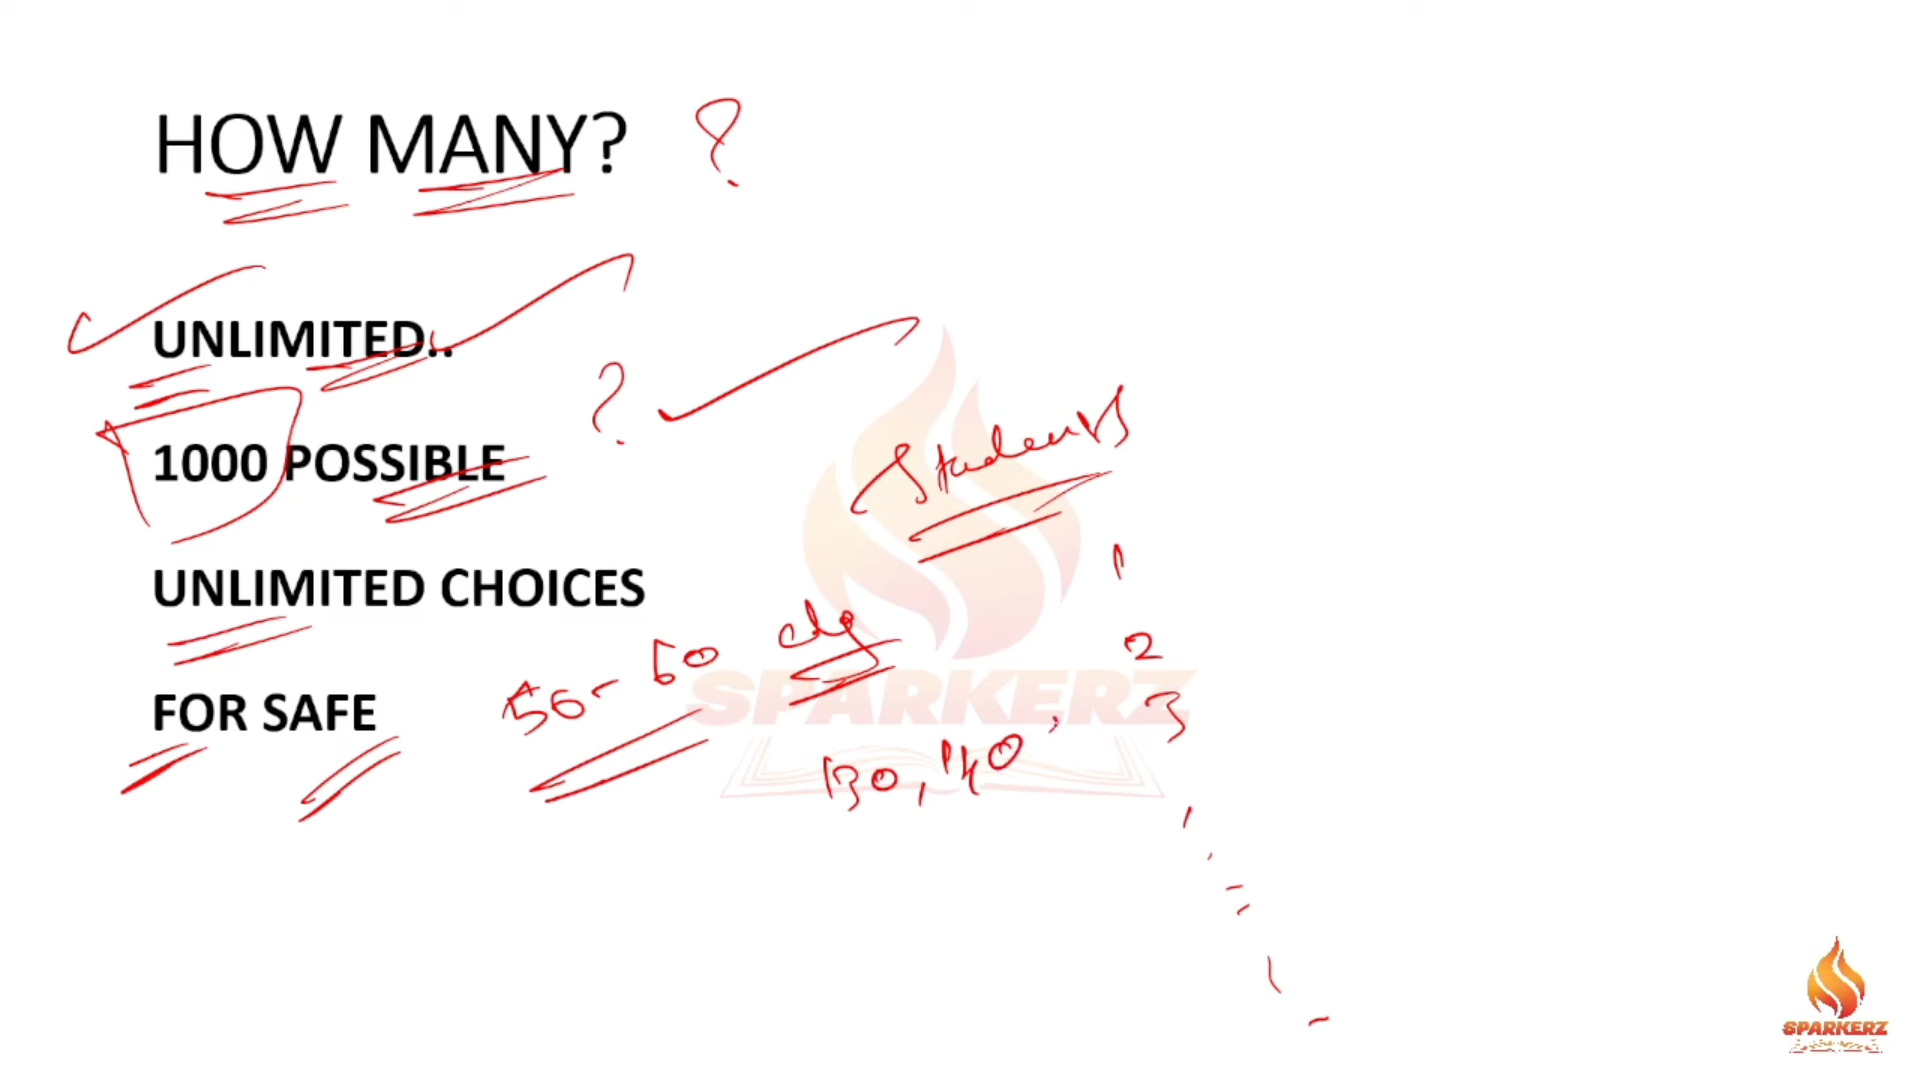 HOW MANY? ?
UNLIMITED..
1000 POSSIBLE ?
Students
UNLIMITED CHOICES
1
2
3
FOR SAFE 50- 60 clg
SPARKERZ
130, 140,
SPARKERZ